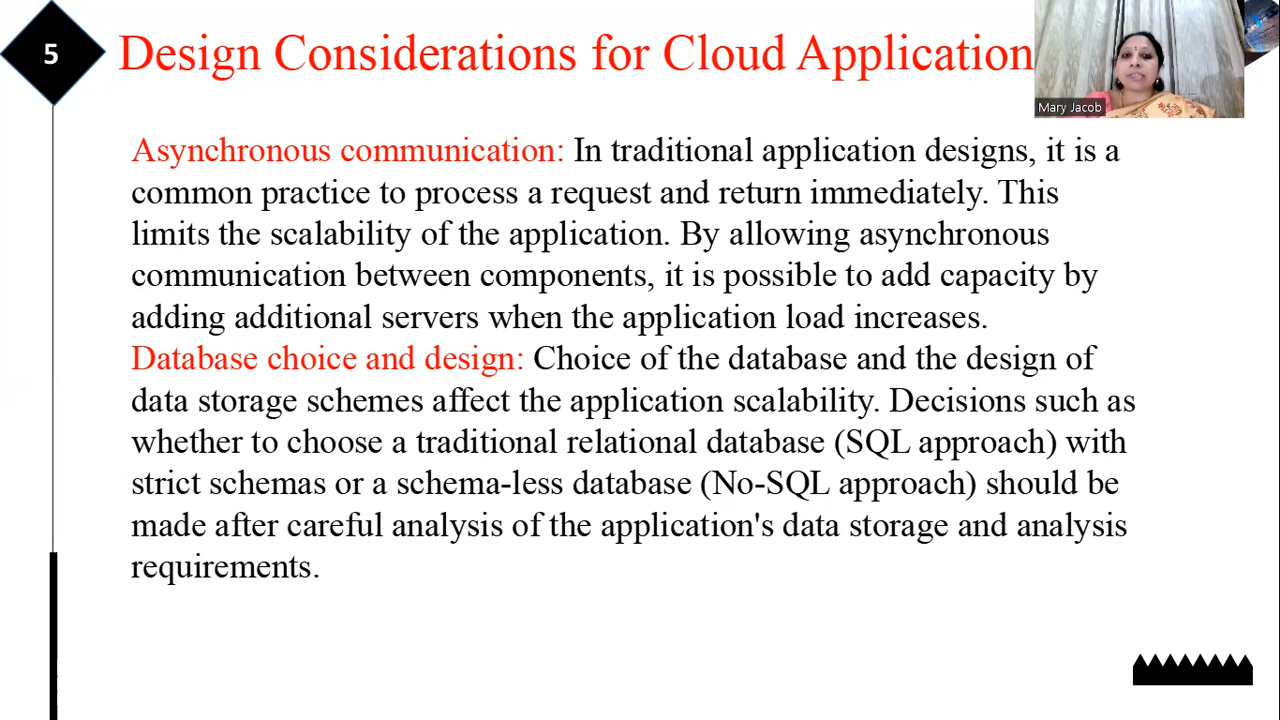 5
Design Considerations for Cloud Application
Mary Jacob
Asynchronous communication: In traditional application designs, it is a
common practice to process a request and return immediately. This
limits the scalability of the application. By allowing asynchronous
communication between components, it is possible to add capacity by
adding additional servers when the application load increases.
Database choice and design: Choice of the database and the design of
data storage schemes affect the application scalability. Decisions such as
whether to choose a traditional relational database (SQL approach) with
strict schemas or a schema-less database (No-SQL approach) should be
made after careful analysis of the application's data storage and analysis
requirements.